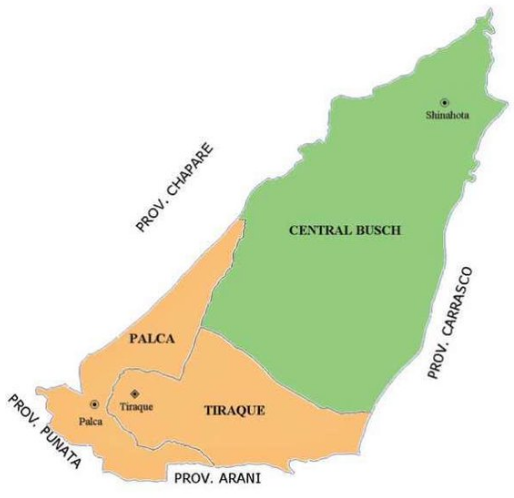 Shinahota
PROV. CHAPARE
CENTRAL BUSCH
PROV. CARRASCO
PALCA
Tiraque
TIRAQUE
Palca
PROV. PUNATA
PROV. ARANI